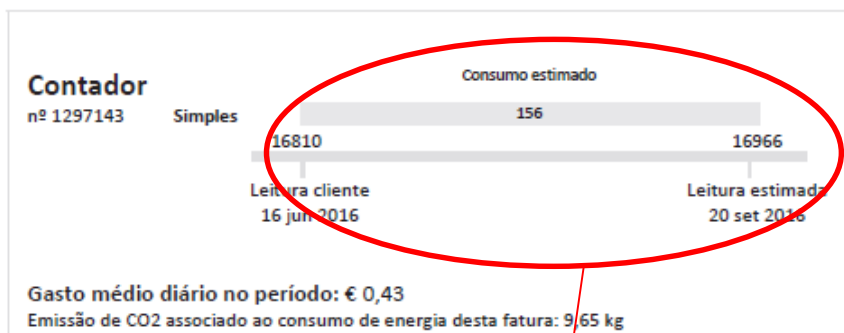 Contador
Consumo estimado
nº 1297143 Simples 156
16810 16966
Leitura cliente Leitura estimada
16 jun 2016 20 set 2016
Gasto médio diário no período: € 0,43
Emissão de CO2 associado ao consumo de energia desta fatura: 9,65 kg